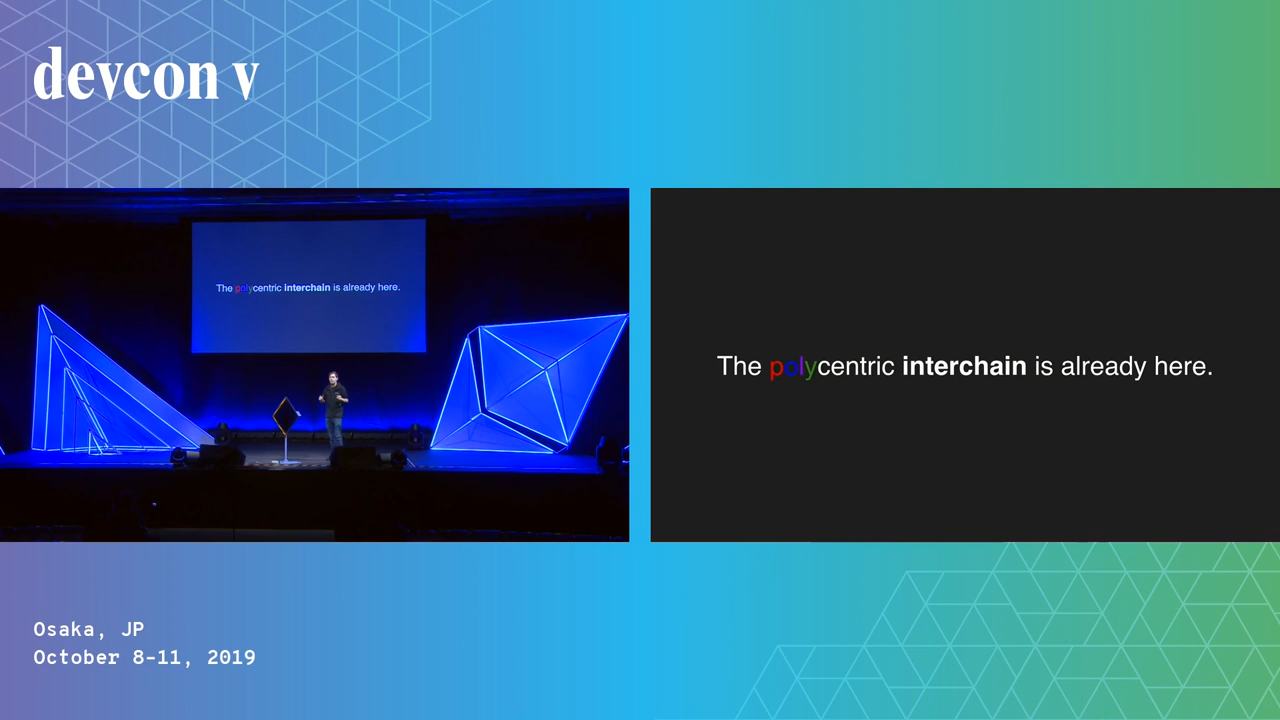 devcon v
The polycentric interchain is already here.
The polycentric interchain is already here.
Osaka, JP
October 8-11, 2019